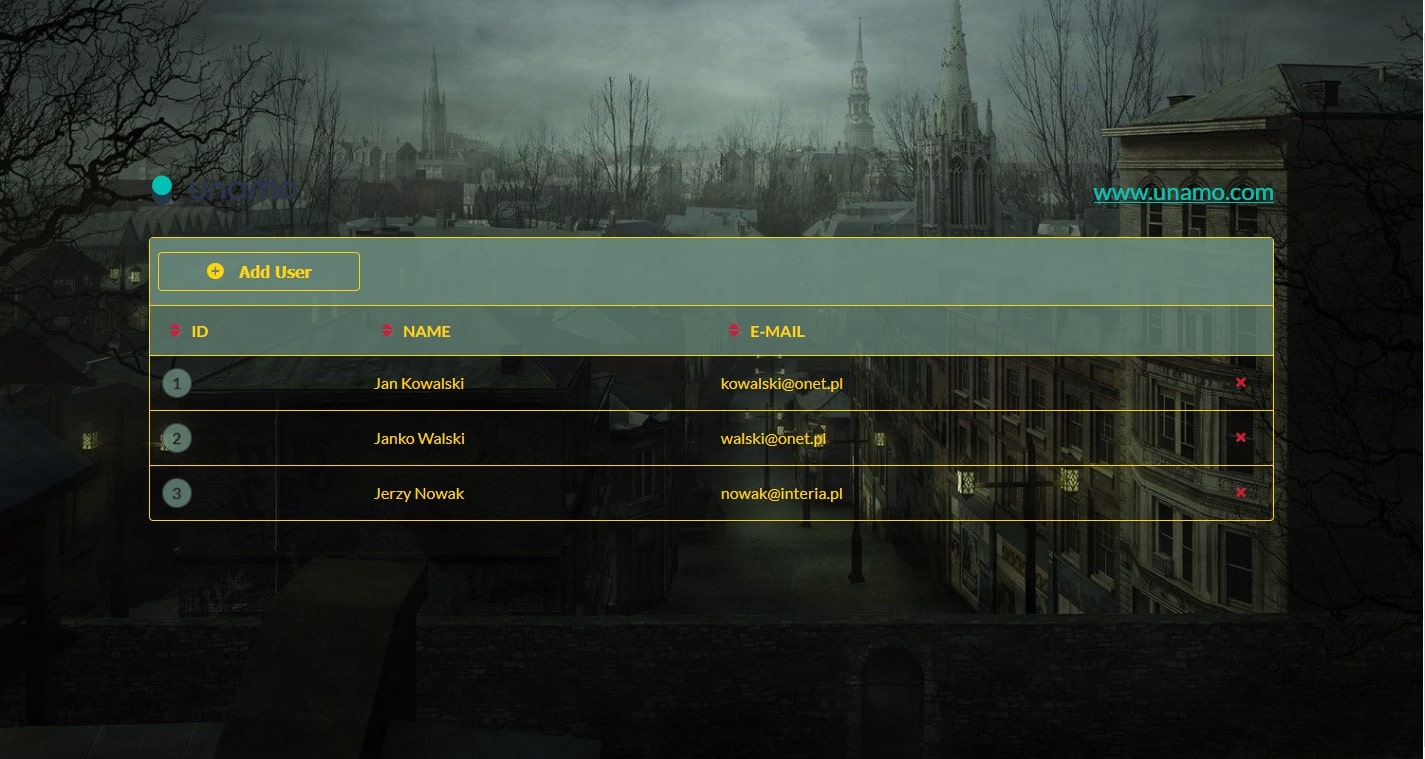 unamo
www.unamo.com
Add User
ID NAME E-MAIL
1 Jan Kowalski kowalski@onet.pl
2 Janko Walski walski@onet.pl
3 Jerzy Nowak nowak@interia.pl